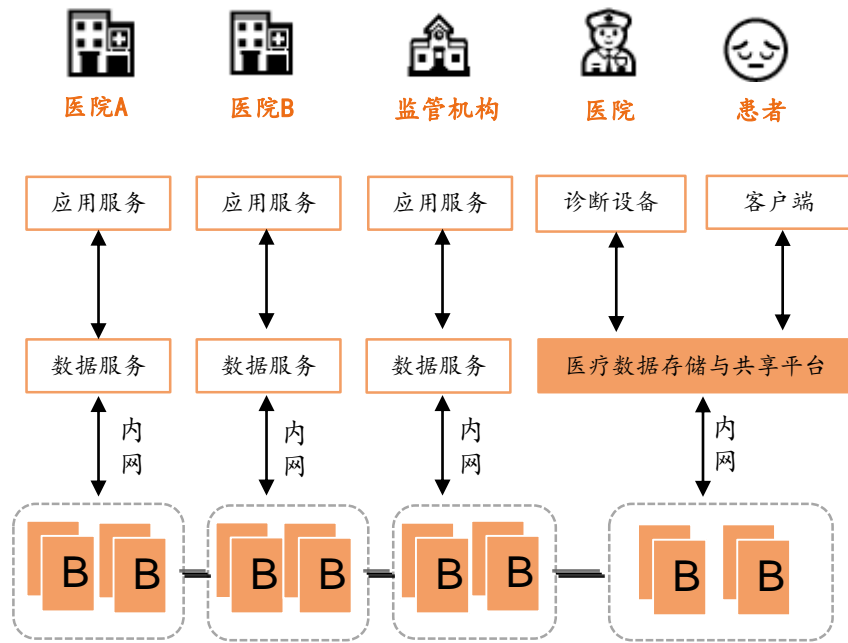 医院A
医院B
监管机构
医院
患者
应用服务
应用服务
应用服务
诊断设备
客户端
数据服务
数据服务
数据服务
医疗数据存储与共享平台
内网
内网
内网
内网
B
B
B
B
B
B
B
B